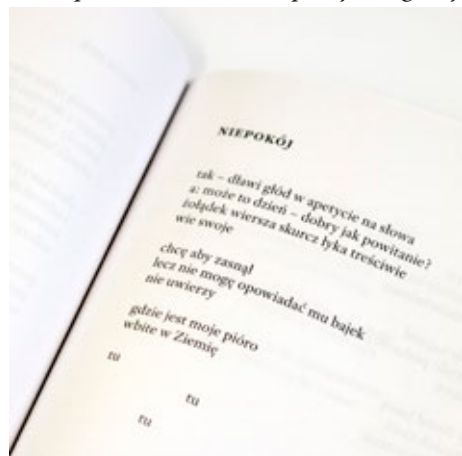 NIEPOKÓJ
tak – dławi głód w apetycie na słowa
a: może to dzień – dobry jak powitanie?
żołądek wiersza skurcz łyka treściwie
wie swoje
chcę aby zasnął
lecz nie mogę opowiadać mu bajek
nie uwierzy
gdzie jest moje pióro
wbite w Ziemię
tu
tu
tu